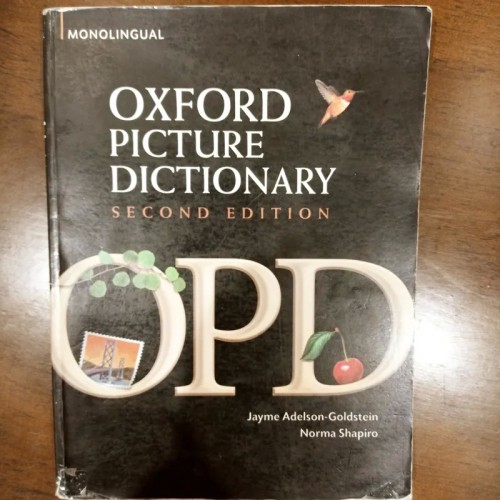 MONOLINGUAL
OXFORD
PICTURE
DICTIONARY
SECOND EDITION
OPD
Jayme Adelson-Goldstein
Norma Shapiro